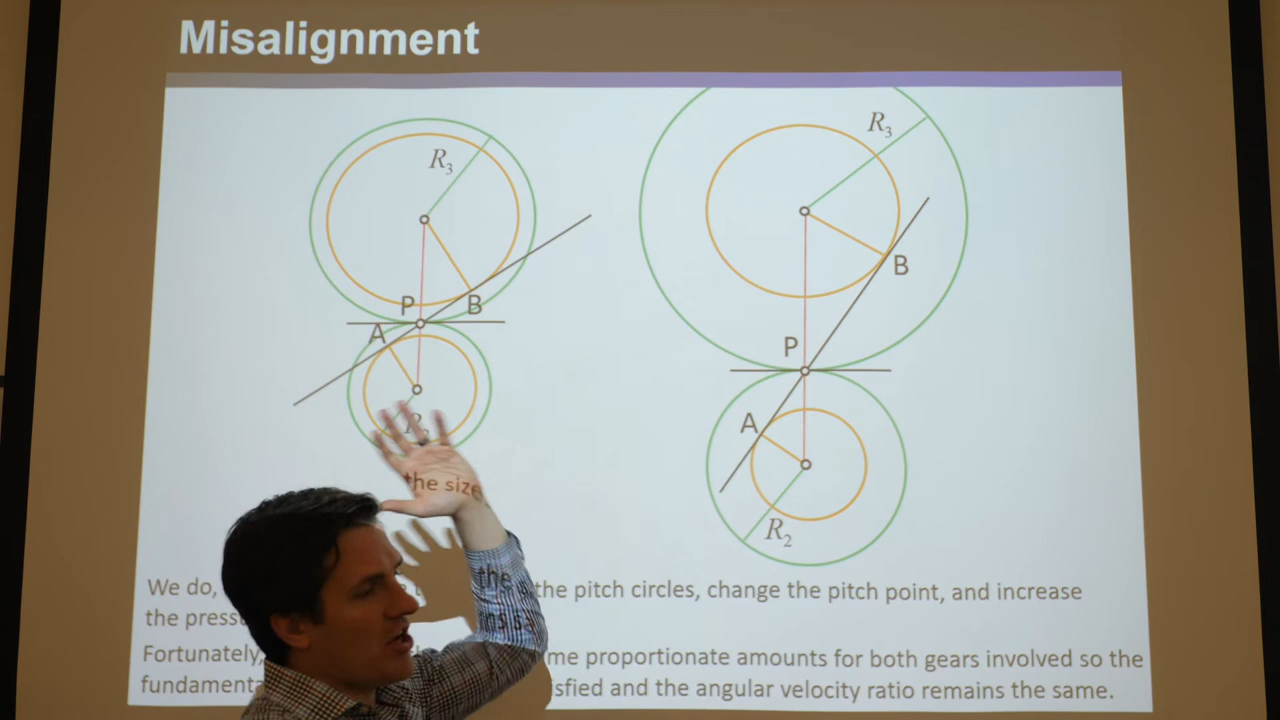 Misalignment
R3
R3
P
B
A
B
P
A
R2
R2
the size
We do, the the pitch circles, change the pitch point, and increase
the press
Fortunately, me proportionate amounts for both gears involved so the
fundamenta sfied and the angular velocity ratio remains the same.